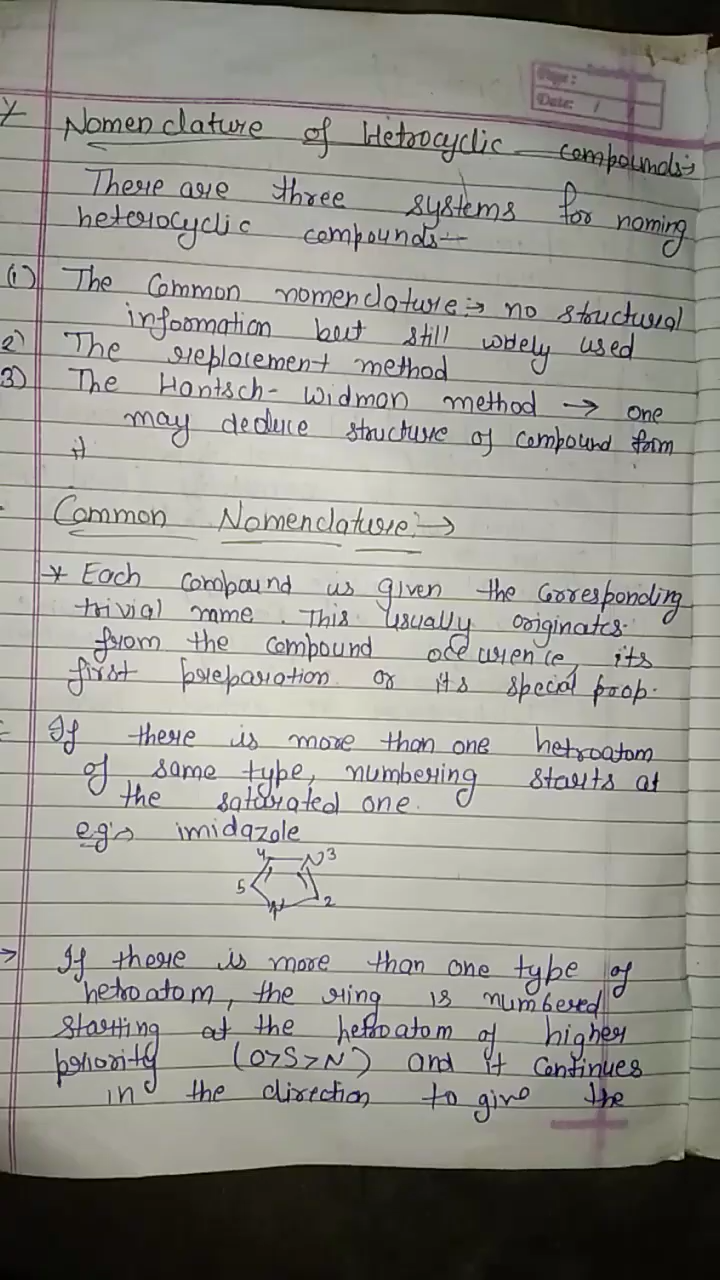 Page:
Date: /
Nomenclature of Hetrocyclic compounds→
There are three systems for naming
heterocyclic compounds—
(1) The Common nomenclature → no structural
information but still widely used
2) The replacement method
3) The Hantsch-Widman method → one
may deduce structure of compound form
it
Common Nomenclature:→
* Each compound is given the corresponding
trivial name. This usually originates
from the compound occurence, its
first preparation or its special prop.
If there is more than one hetroatom
of same type, numbering starts at
the saturated one.
eg:→ imidazole
4 N 3
5 2
If there is more than one type of
hetroatom, the ring is numbered
starting at the hetroatom of higher
priority (O>S>N) and it continues
in the direction to give the